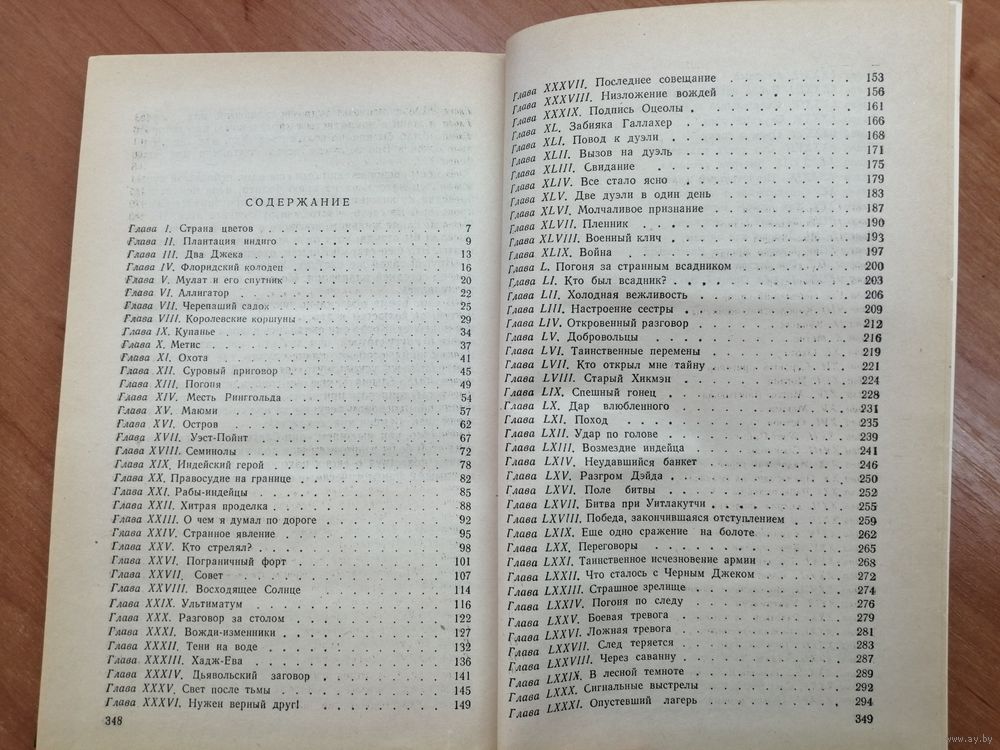 СОДЕРЖАНИЕ
Глава I. Страна цветов . . . . . . . . . . 7
Глава II. Плантация индиго . . . . . . . . . . 9
Глава III. Два Джека . . . . . . . . . . 13
Глава IV. Флоридский колодец . . . . . . . . . . 16
Глава V. Мулат и его спутник . . . . . . . . . . 20
Глава VI. Аллигатор . . . . . . . . . . 22
Глава VII. Черепаший садок . . . . . . . . . . 25
Глава VIII. Королевские коршуны . . . . . . . . . . 29
Глава IX. Купанье . . . . . . . . . . 34
Глава X. Метис . . . . . . . . . . 37
Глава XI. Охота . . . . . . . . . . 41
Глава XII. Суровый приговор . . . . . . . . . . 45
Глава XIII. Погоня . . . . . . . . . . 49
Глава XIV. Месть Ринггольда . . . . . . . . . . 54
Глава XV. Маюми . . . . . . . . . . 57
Глава XVI. Остров . . . . . . . . . . 62
Глава XVII. Уэст-Пойнт . . . . . . . . . . 67
Глава XVIII. Семинолы . . . . . . . . . . 72
Глава XIX. Индейский герой . . . . . . . . . . 78
Глава XX. Правосудие на границе . . . . . . . . . . 82
Глава XXI. Рабы-индейцы . . . . . . . . . . 85
Глава XXII. Хитрая проделка . . . . . . . . . . 88
Глава XXIII. О чем я думал по дороге . . . . . . . . . . 92
Глава XXIV. Странное явление . . . . . . . . . . 95
Глава XXV. Кто стрелял? . . . . . . . . . . 98
Глава XXVI. Пограничный форт . . . . . . . . . . 101
Глава XXVII. Совет . . . . . . . . . . 107
Глава XXVIII. Восходящее Солнце . . . . . . . . . . 114
Глава XXIX. Ультиматум . . . . . . . . . . 116
Глава XXX. Разговор за столом . . . . . . . . . . 122
Глава XXXI. Вожди-изменники . . . . . . . . . . 127
Глава XXXII. Тени на воде . . . . . . . . . . 132
Глава XXXIII. Хадж-Ева . . . . . . . . . . 136
Глава XXXIV. Дьявольский заговор . . . . . . . . . . 141
Глава XXXV. Свет после тьмы . . . . . . . . . . 145
Глава XXXVI. Нужен верный друг! . . . . . . . . . . 149
348
Глава XXXVII. Последнее совещание . . . . . . . . . . 153
Глава XXXVIII. Низложение вождей . . . . . . . . . . 156
Глава XXXIX. Подпись Оцеолы . . . . . . . . . . 161
Глава XL. Забияка Галлахер . . . . . . . . . . 166
Глава XLI. Повод к дуэли . . . . . . . . . . 168
Глава XLII. Вызов на дуэль . . . . . . . . . . 171
Глава XLIII. Свидание . . . . . . . . . . 175
Глава XLIV. Все стало ясно . . . . . . . . . . 179
Глава XLV. Две дуэли в один день . . . . . . . . . . 183
Глава XLVI. Молчаливое признание . . . . . . . . . . 187
Глава XLVII. Пленник . . . . . . . . . . 190
Глава XLVIII. Военный клич . . . . . . . . . . 193
Глава XLIX. Война . . . . . . . . . . 197
Глава L. Погоня за странным всадником . . . . . . . . . . 200
Глава LI. Кто был всадник? . . . . . . . . . . 203
Глава LII. Холодная вежливость . . . . . . . . . . 206
Глава LIII. Настроение сестры . . . . . . . . . . 209
Глава LIV. Откровенный разговор . . . . . . . . . . 212
Глава LV. Добровольцы . . . . . . . . . . 216
Глава LVI. Таинственные перемены . . . . . . . . . . 219
Глава LVII. Кто открыл мне тайну . . . . . . . . . . 221
Глава LVIII. Старый Хикмэн . . . . . . . . . . 224
Глава LIX. Спешный гонец . . . . . . . . . . 228
Глава LX. Дар влюбленного . . . . . . . . . . 231
Глава LXI. Поход . . . . . . . . . . 235
Глава LXII. Удар по голове . . . . . . . . . . 239
Глава LXIII. Возмездие индейца . . . . . . . . . . 241
Глава LXIV. Неудавшийся банкет . . . . . . . . . . 246
Глава LXV. Разгром Дэйда . . . . . . . . . . 250
Глава LXVI. Поле битвы . . . . . . . . . . 252
Глава LXVII. Битва при Уитлакутчи . . . . . . . . . . 255
Глава LXVIII. Победа, закончившаяся отступлением . . . . . . . . . . 259
Глава LXIX. Еще одно сражение на болоте . . . . . . . . . . 262
Глава LXX. Переговоры . . . . . . . . . . 265
Глава LXXI. Таинственное исчезновение армии . . . . . . . . . . 268
Глава LXXII. Что сталось с Черным Джеком . . . . . . . . . . 272
Глава LXXIII. Страшное зрелище . . . . . . . . . . 274
Глава LXXIV. Погоня по следу . . . . . . . . . . 276
Глава LXXV. Боевая тревога . . . . . . . . . . 279
Глава LXXVI. Ложная тревога . . . . . . . . . . 281
Глава LXXVII. След теряется . . . . . . . . . . 283
Глава LXXVIII. Через саванну . . . . . . . . . . 287
Глава LXXIX. В лесной темноте . . . . . . . . . . 289
Глава LXXX. Сигнальные выстрелы . . . . . . . . . . 292
Глава LXXXI. Опустевший лагерь . . . . . . . . . . 294
349
www.ay.by